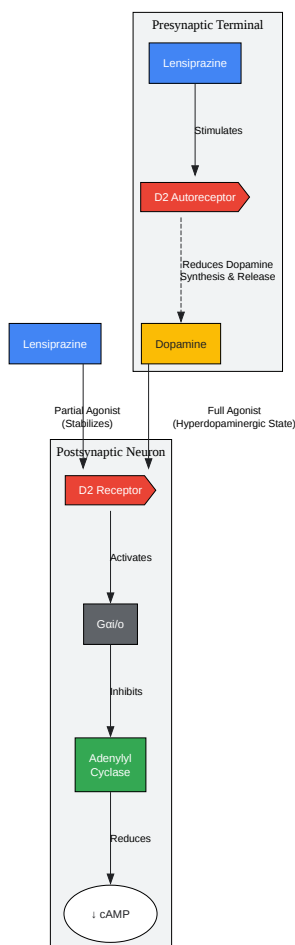 Presynaptic Terminal
Lensiprazine
Stimulates
D2 Autoreceptor
Reduces Dopamine
Synthesis & Release
Lensiprazine
Dopamine
Partial Agonist
(Stabilizes)
Full Agonist
(Hyperdopaminergic State)
Postsynaptic Neuron
D2 Receptor
Activates
Gαi/o
Inhibits
Adenylyl
Cyclase
Reduces
↓ cAMP